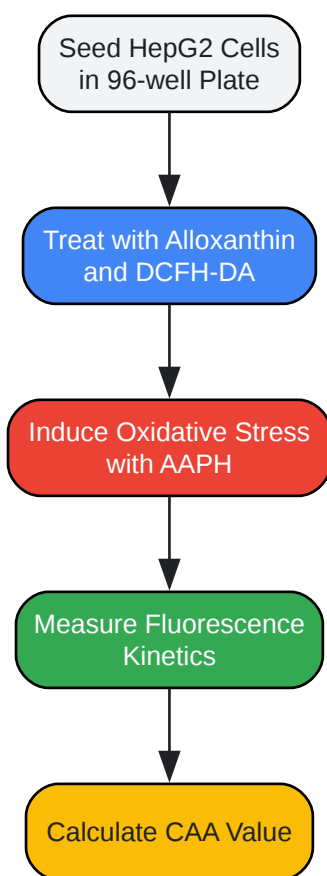 Seed HepG2 Cells
in 96-well Plate
Treat with Alloxanthin
and DCFH-DA
Induce Oxidative Stress
with AAPH
Measure Fluorescence
Kinetics
Calculate CAA Value